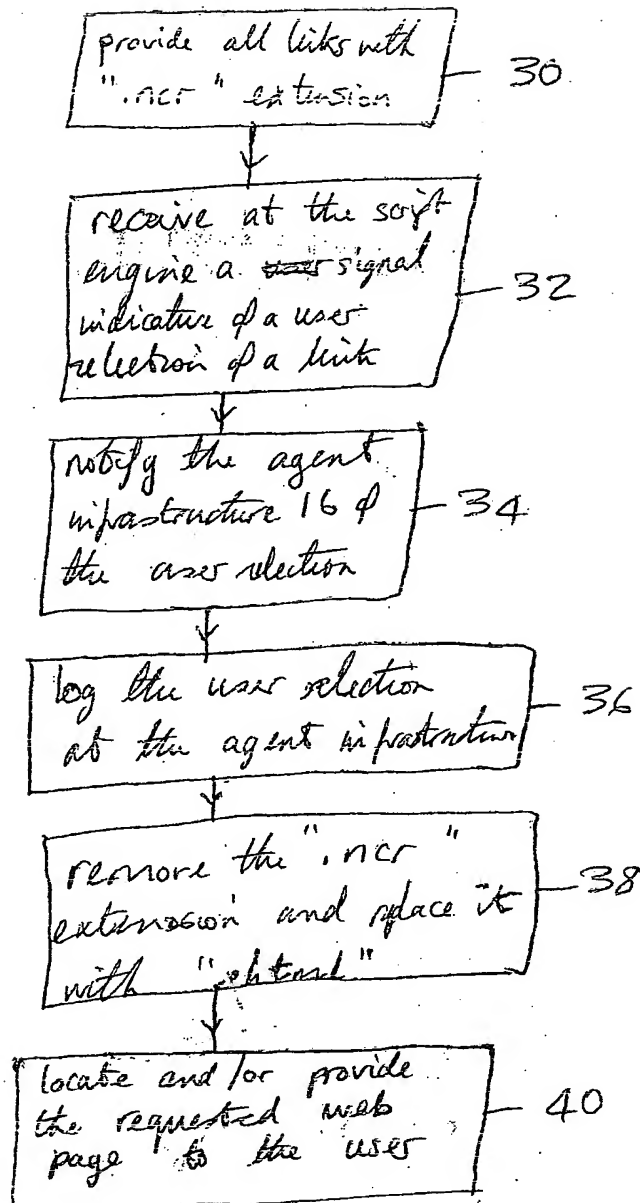 provide all links with
".ncr" extension
30
receive at the script
engine a user signal
indicative of a user
selection of a link
32
notify the agent
infrastructure 16 of
the user selection
34
log the user selection
at the agent infrastructure
36
remove the ".ncr"
extension and replace it
with ".html"
38
locate and/or provide
the requested web
page to the user
40